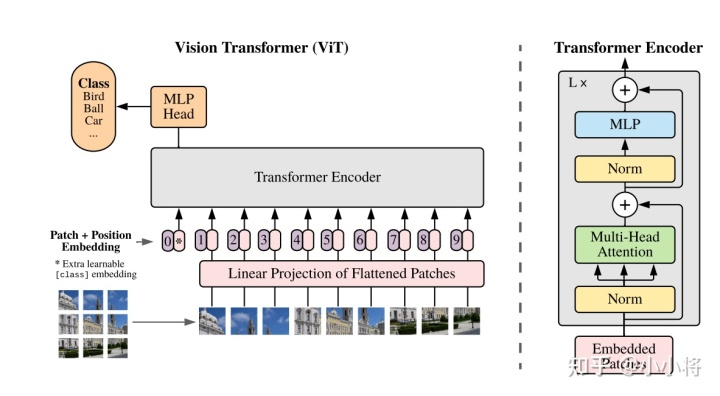 Vision Transformer (ViT)
Class
Bird
Ball
Car
...
MLP
Head
Transformer Encoder
Patch + Position
Embedding
0 * 1 2 3 4 5 6 7 8 9
* Extra learnable
[class] embedding
Linear Projection of Flattened Patches
Transformer Encoder
L x
+
MLP
Norm
+
Multi-Head
Attention
Norm
Embedded
Patches
知乎 @小小将